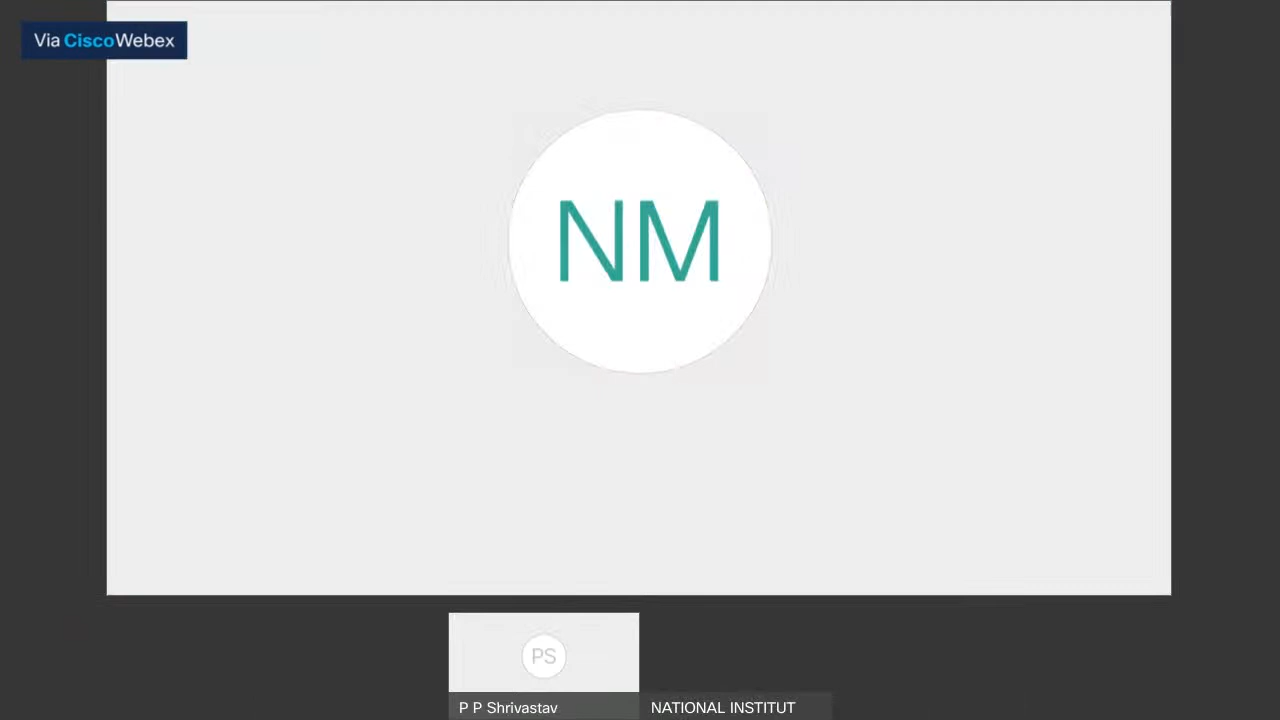 Via CiscoWebex
NM
PS
P P Shrivastav
NATIONAL INSTITUT